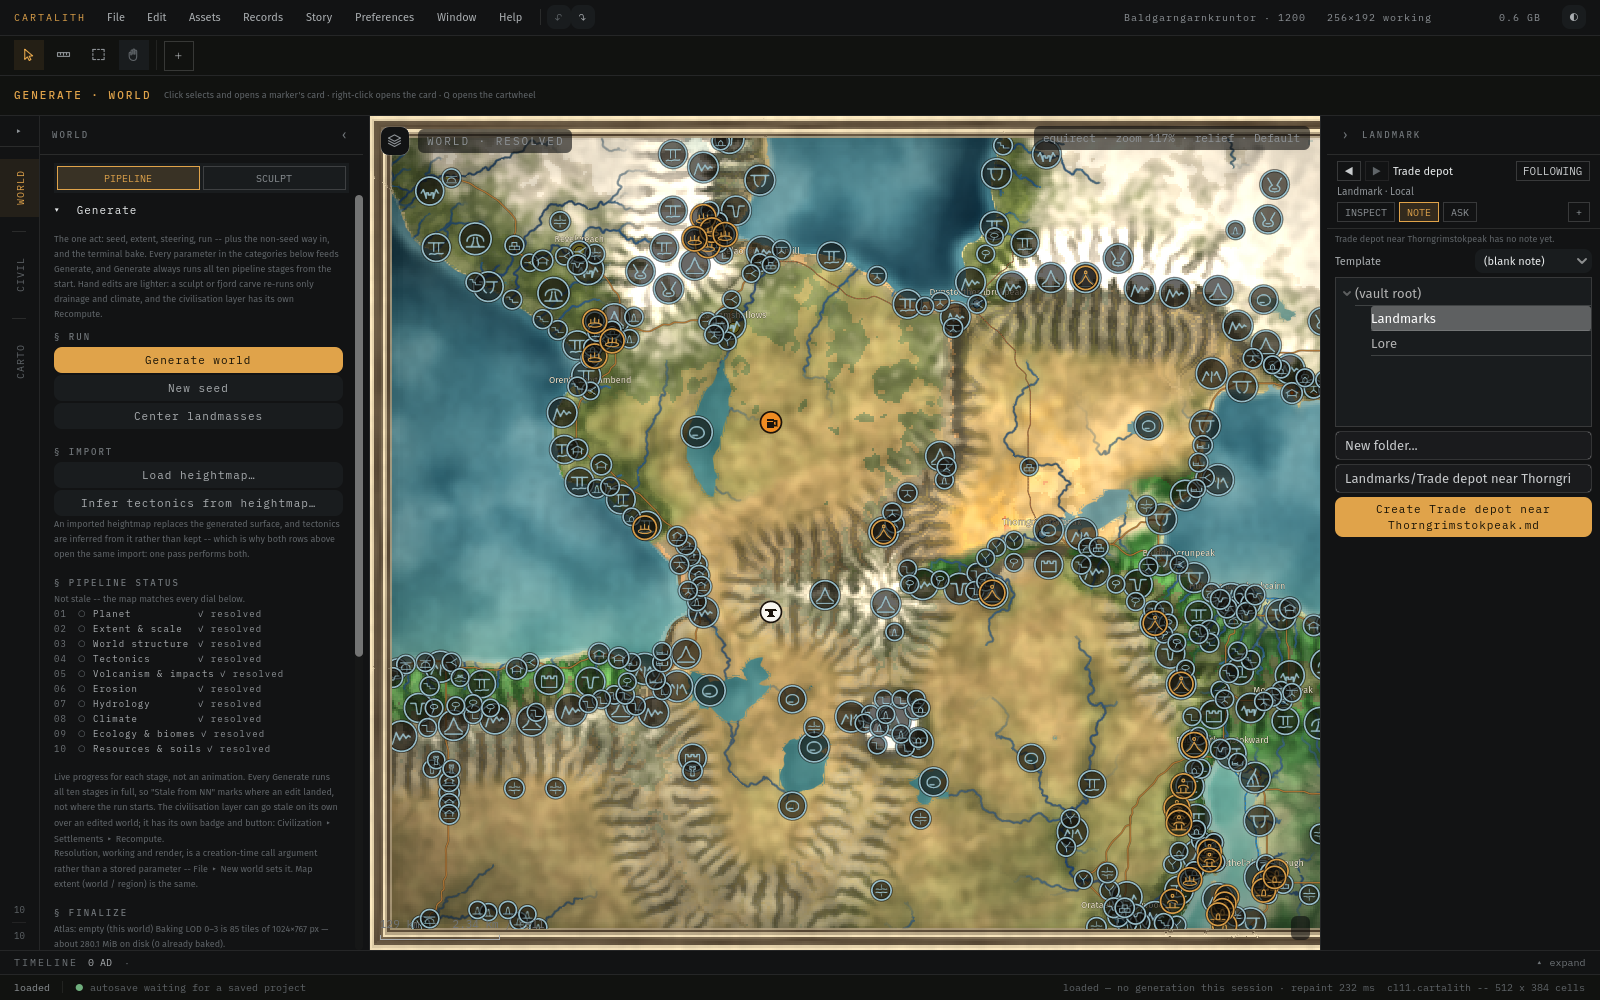 CARTALITH File Edit Assets Records Story Preferences Window Help
Baldgarngarnkruntor · 1200 256×192 working 0.6 GB
GENERATE · WORLD Click selects and opens a marker's card · right-click opens the card · Q opens the cartwheel
WORLD
CIVIL
CARTO
10
10
WORLD
PIPELINE SCULPT
Generate
The one act: seed, extent, steering, run -- plus the non-seed way in,
and the terminal bake. Every parameter in the categories below feeds
Generate, and Generate always runs all ten pipeline stages from the
start. Hand edits are lighter: a sculpt or fjord carve re-runs only
drainage and climate, and the civilisation layer has its own
Recompute.
§ RUN
Generate world
New seed
Center landmasses
§ IMPORT
Load heightmap…
Infer tectonics from heightmap…
An imported heightmap replaces the generated surface, and tectonics
are inferred from it rather than kept -- which is why both rows above
open the same import: one pass performs both.
§ PIPELINE STATUS
Not stale -- the map matches every dial below.
01 Planet ✓ resolved
02 Extent & scale ✓ resolved
03 World structure ✓ resolved
04 Tectonics ✓ resolved
05 Volcanism & impacts ✓ resolved
06 Erosion ✓ resolved
07 Hydrology ✓ resolved
08 Climate ✓ resolved
09 Ecology & biomes ✓ resolved
10 Resources & soils ✓ resolved
Live progress for each stage, not an animation. Every Generate runs
all ten stages in full, so "Stale from NN" marks where an edit landed,
not where the run starts. The civilisation layer can go stale on its own
over an edited world; it has its own badge and button: Civilization ▸
Settlements ▸ Recompute.
Resolution, working and render, is a creation-time call argument
rather than a stored parameter -- File ▸ New world sets it. Map
extent (world / region) is the same.
§ FINALIZE
Atlas: empty (this world) Baking LOD 0–3 is 85 tiles of 1024×767 px —
about 280.1 MiB on disk (0 already baked).
WORLD · RESOLVED
equirect · zoom 117% · relief · Default
LANDMARK
Trade depot FOLLOWING
Landmark · Local
INSPECT NOTE ASK +
Trade depot near Thorngrimstokpeak has no note yet.
Template (blank note)
(vault root)
Landmarks
Lore
New folder…
Landmarks/Trade depot near Thorngri
Create Trade depot near
Thorngrimstokpeak.md
TIMELINE 0 AD · expand
loaded autosave waiting for a saved project
loaded — no generation this session · repaint 232 ms cl11.cartalith -- 512 x 384 cells